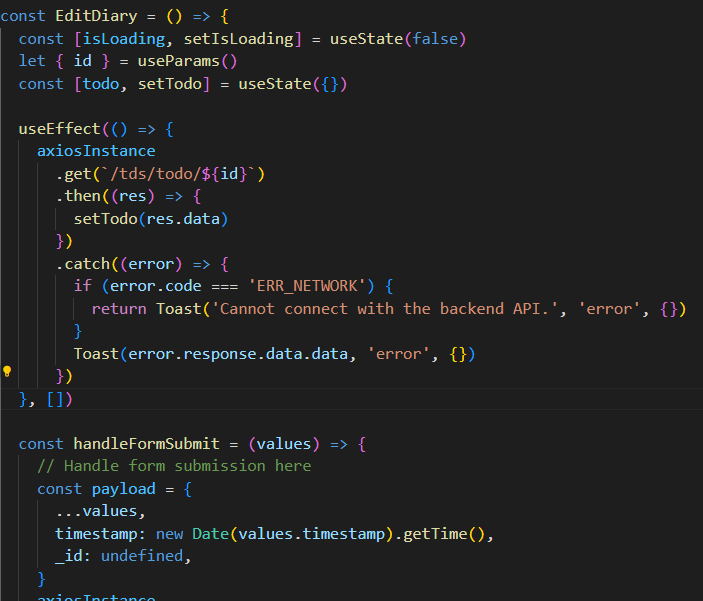 const EditDiary = () => {
  const [isLoading, setIsLoading] = useState(false)
  let { id } = useParams()
  const [todo, setTodo] = useState({})

  useEffect(() => {
    axiosInstance
      .get(`/tds/todo/${id}`)
      .then((res) => {
        setTodo(res.data)
      })
      .catch((error) => {
        if (error.code === 'ERR_NETWORK') {
          return Toast('Cannot connect with the backend API.', 'error', {})
        }
        Toast(error.response.data.data, 'error', {})
      })
  }, [])

  const handleFormSubmit = (values) => {
    // Handle form submission here
    const payload = {
      ...values,
      timestamp: new Date(values.timestamp).getTime(),
      _id: undefined,
    }
    axiosInstance